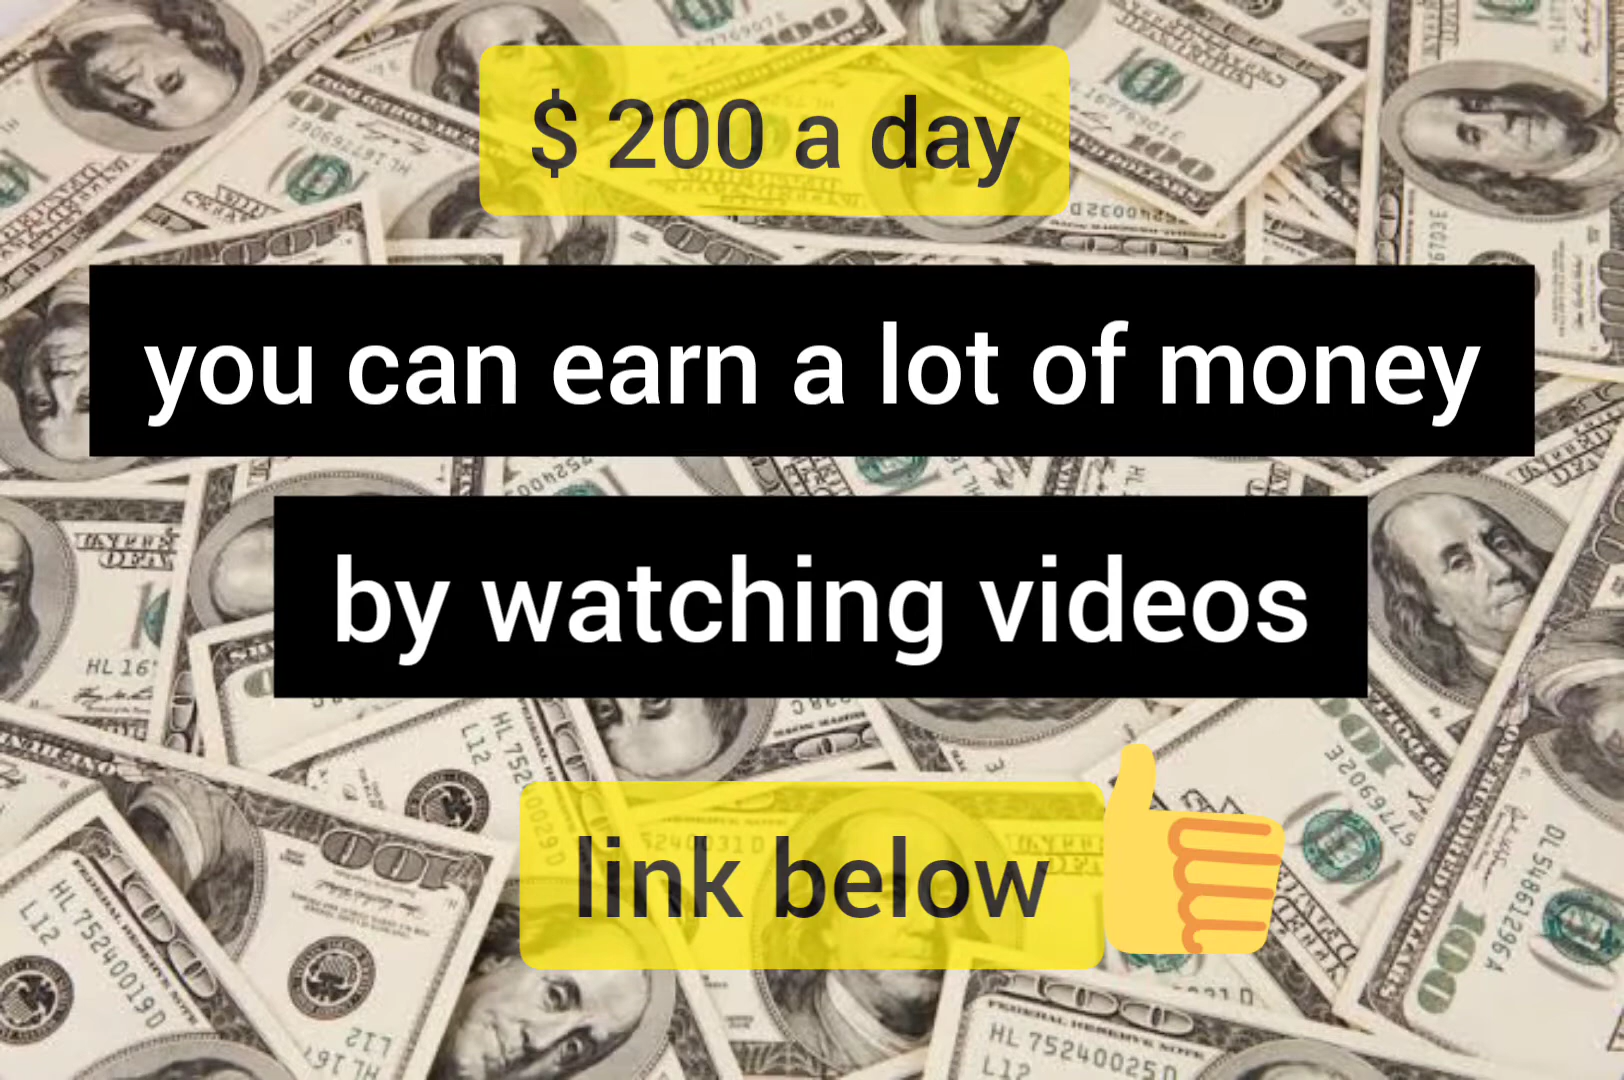 $ 200 a day
you can earn a lot of money
by watching videos
link below